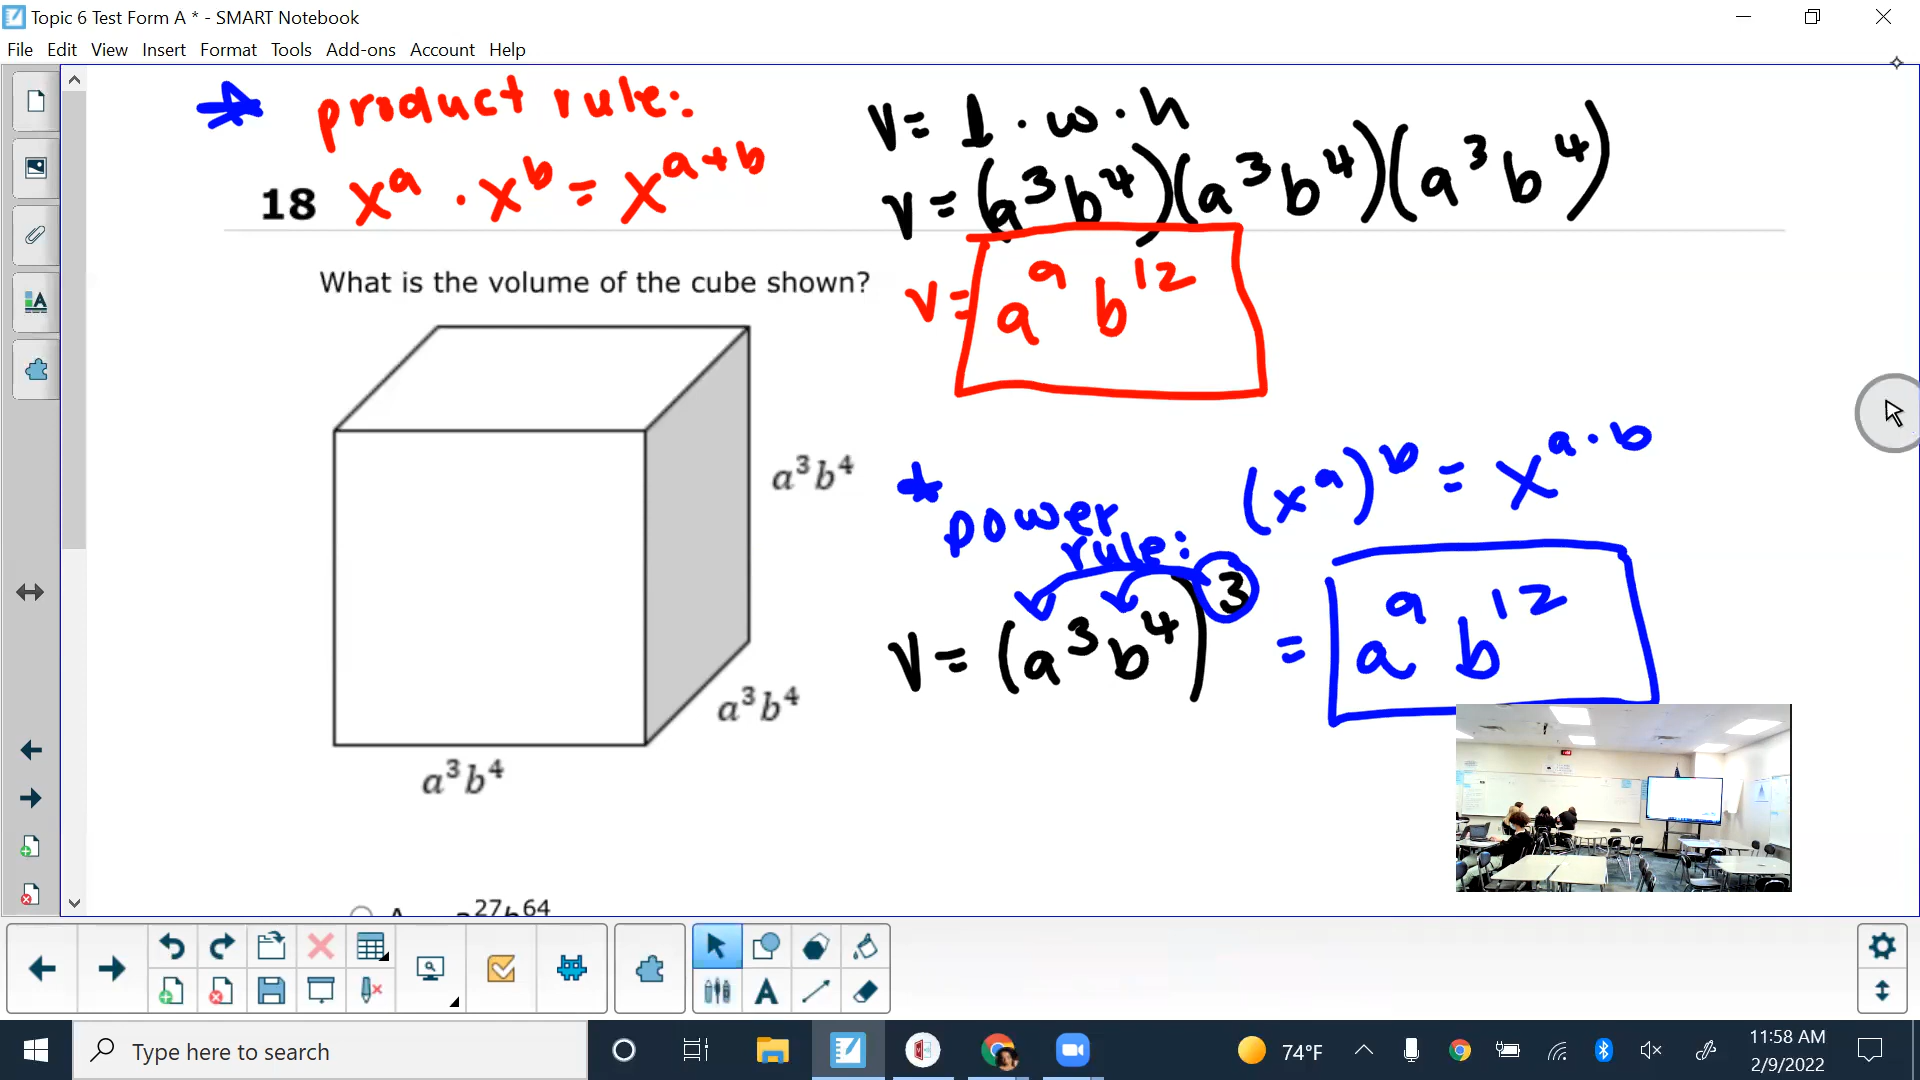 Topic 6 Test Form A * - SMART Notebook
File Edit View Insert Format Tools Add-ons Account Help
* product rule:
18 x^a · x^b = x^(a+b)
V = l · w · h
V = (a³b⁴)(a³b⁴)(a³b⁴)
V = a⁹ b¹²
What is the volume of the cube shown?
a³b⁴
a³b⁴
a³b⁴
* power rule: (x^a)^b = x^(a·b)
V = (a³b⁴)³ = a⁹ b¹²
A a²⁷b⁶⁴
Type here to search
74°F
11:58 AM
2/9/2022